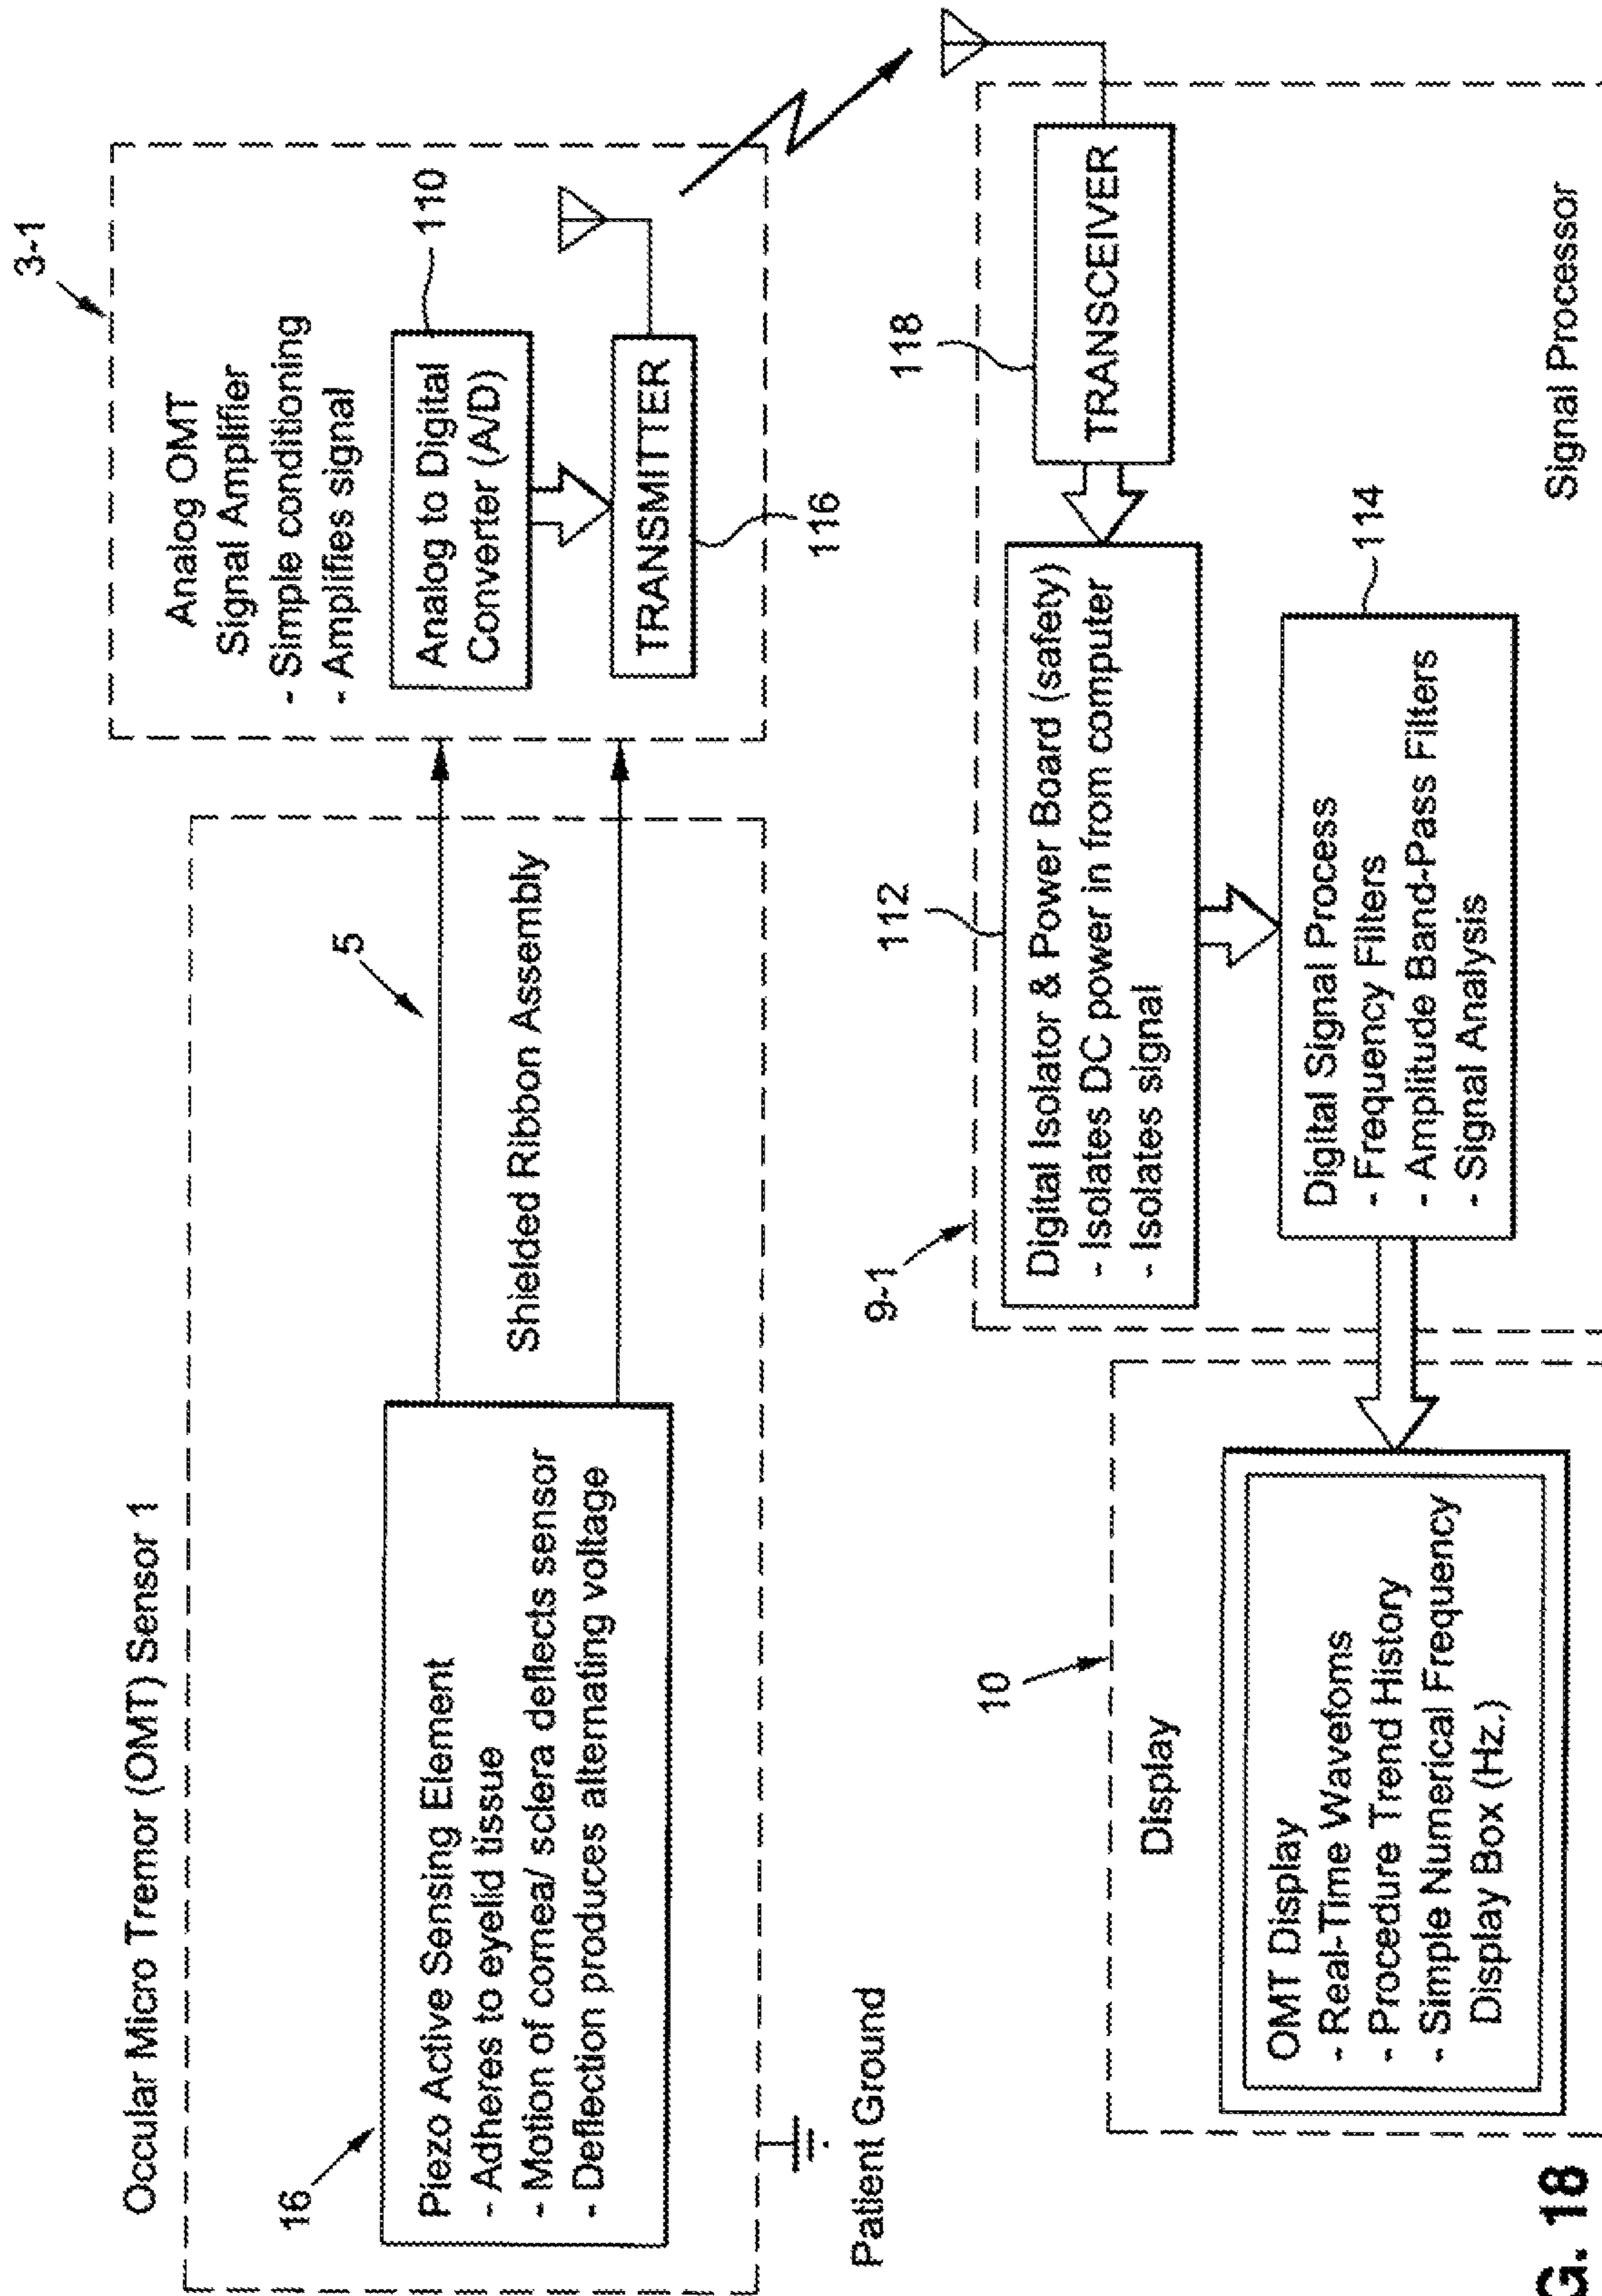 Occular Micro Tremor (OMT) Sensor 1
16
Piezo Active Sensing Element
- Adheres to eyelid tissue
- Motion of cornea/ sclera deflects sensor
- Deflection produces alternating voltage
5
Shielded Ribbon Assembly
Patient Ground
3-1
Analog OMT
Signal Amplifier
- Simple conditioning
- Amplifies signal
110
Analog to Digital
Converter (A/D)
TRANSMITTER
116
10
Display
OMT Display
- Real-Time Wavefoms
- Procedure Trend History
- Simple Numerical Frequency
Display Box (Hz.)
9-1
112
Digital Isolator & Power Board (safety)
- Isolates DC power in from computer
- Isolates signal
118
TRANSCEIVER
114
Digital Signal Process
- Frequency Filters
- Amplitude Band-Pass Filters
- Signal Analysis
Signal Processor
G. 18